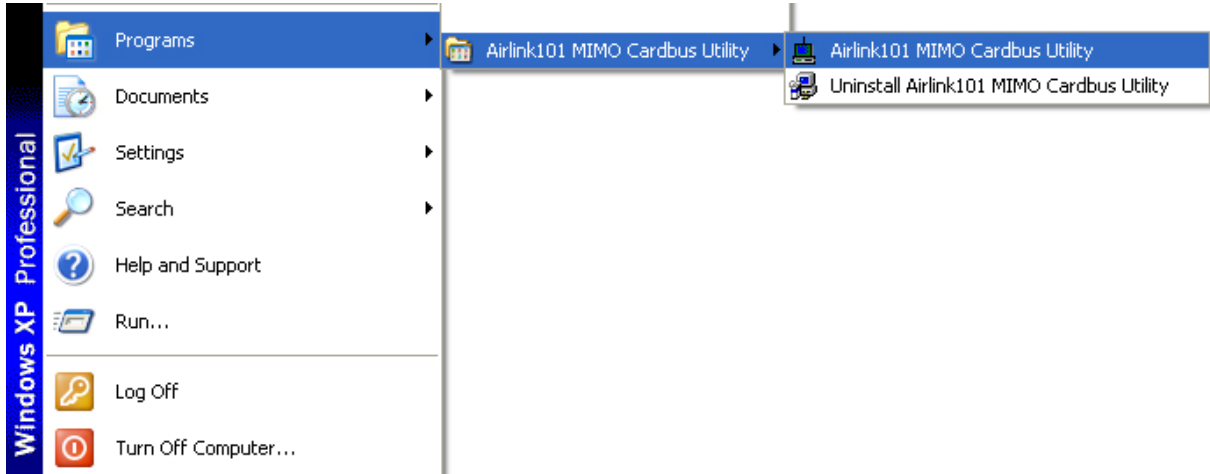 Programs
Airlink101 MIMO Cardbus Utility
Airlink101 MIMO Cardbus Utility
Uninstall Airlink101 MIMO Cardbus Utility
Documents
Settings
Search
Help and Support
Run...
Log Off
Turn Off Computer...
Windows XP Professional